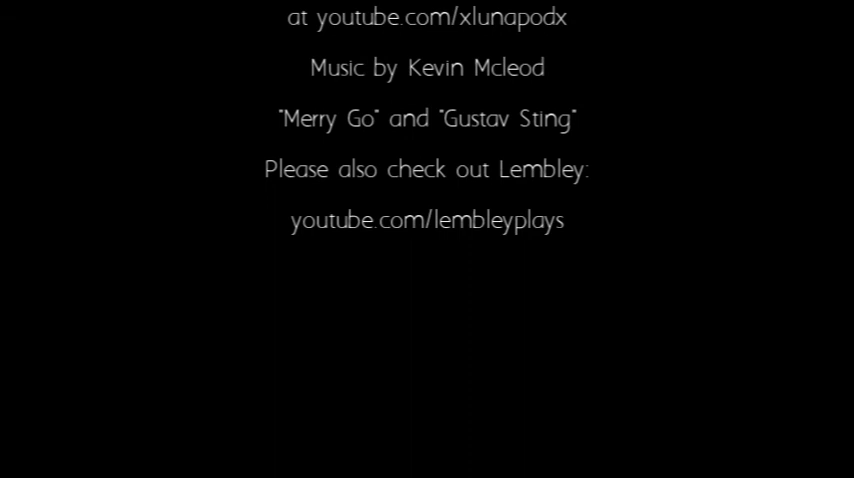 at youtube.com/xlunapodx
Music by Kevin Mcleod
"Merry Go" and "Gustav Sting"
Please also check out Lembley:
youtube.com/lembleyplays